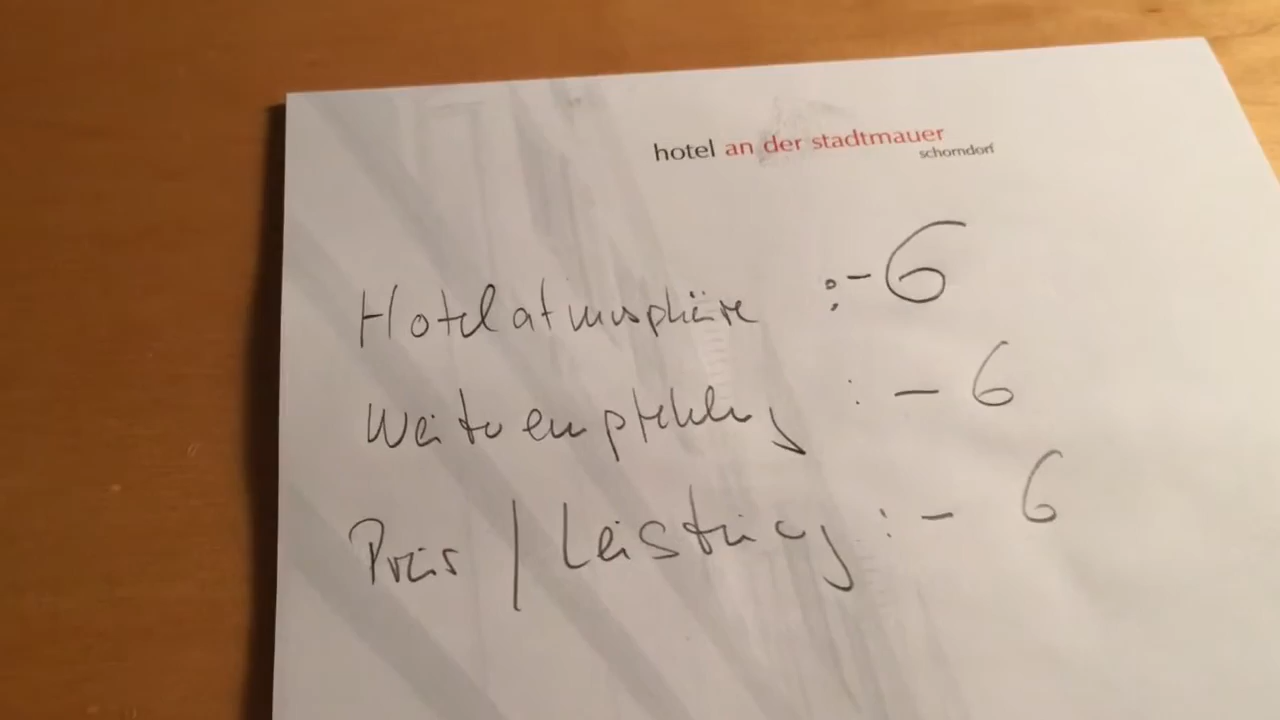 hotel an der stadtmauer
schorndorf
Hotelatmosphäre :-6
Weiterempfehlung : - 6
Preis / Leistung : - 6